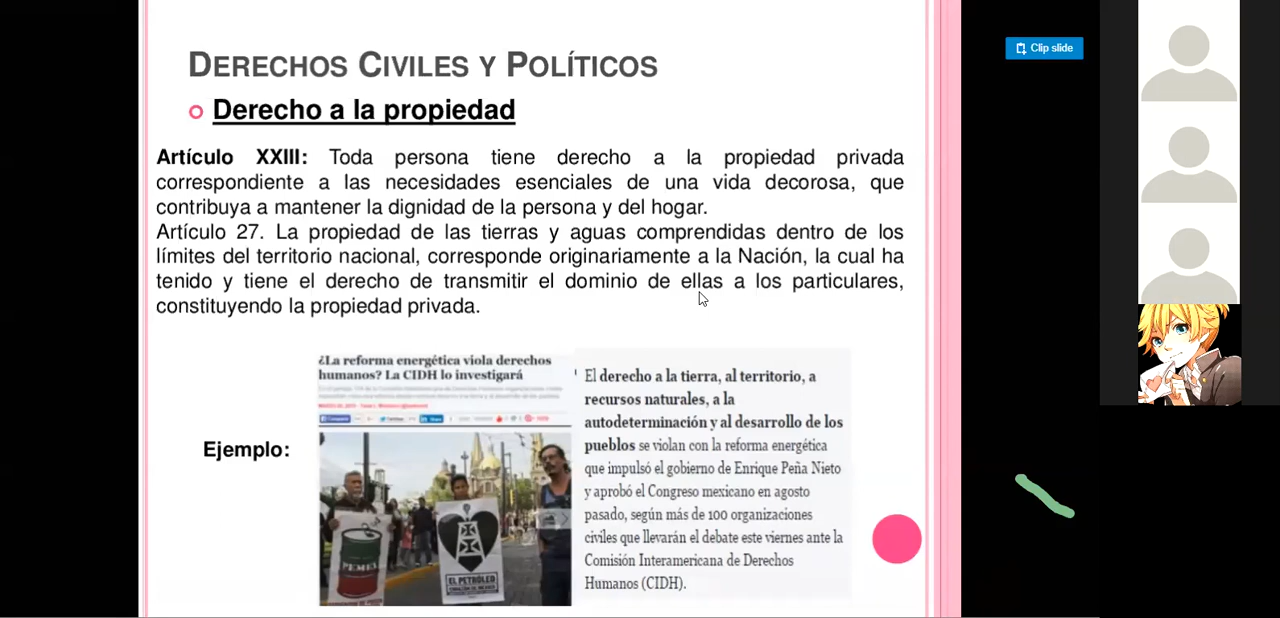 DERECHOS CIVILES Y POLÍTICOS
Derecho a la propiedad
Artículo XXIII: Toda persona tiene derecho a la propiedad privada
correspondiente a las necesidades esenciales de una vida decorosa, que
contribuya a mantener la dignidad de la persona y del hogar.
Artículo 27. La propiedad de las tierras y aguas comprendidas dentro de los
límites del territorio nacional, corresponde originariamente a la Nación, la cual ha
tenido y tiene el derecho de transmitir el dominio de ellas a los particulares,
constituyendo la propiedad privada.
Ejemplo:
¿La reforma energética viola derechos
humanos? La CIDH lo investigará
PEMEX
EL PETRÓLEO
El derecho a la tierra, al territorio, a
recursos naturales, a la
autodeterminación y al desarrollo de los
pueblos se violan con la reforma energética
que impulsó el gobierno de Enrique Peña Nieto
y aprobó el Congreso mexicano en agosto
pasado, según más de 100 organizaciones
civiles que llevarán el debate este viernes ante la
Comisión Interamericana de Derechos
Humanos (CIDH).
Clip slide